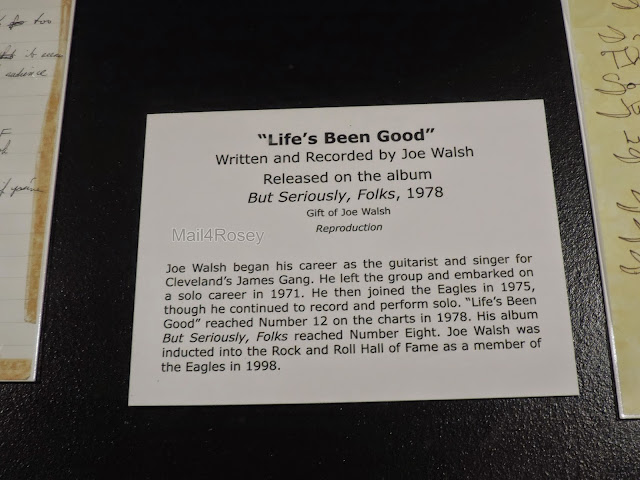 too
it
audience
"Life's Been Good"
Written and Recorded by Joe Walsh
Released on the album
But Seriously, Folks, 1978
Gift of Joe Walsh
Reproduction
Mail4Rosey
Joe Walsh began his career as the guitarist and singer for
Cleveland's James Gang. He left the group and embarked on
a solo career in 1971. He then joined the Eagles in 1975,
though he continued to record and perform solo. "Life's Been
Good" reached Number 12 on the charts in 1978. His album
But Seriously, Folks reached Number Eight. Joe Walsh was
inducted into the Rock and Roll Hall of Fame as a member of
the Eagles in 1998.